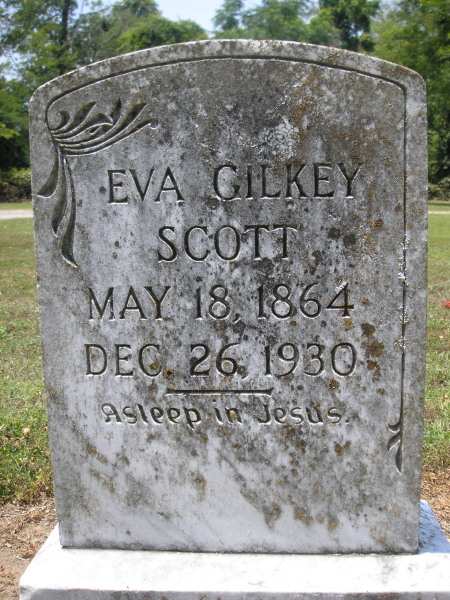 EVA GILKEY
SCOTT
MAY 18, 1864
DEC. 26, 1930
Asleep in Jesus.